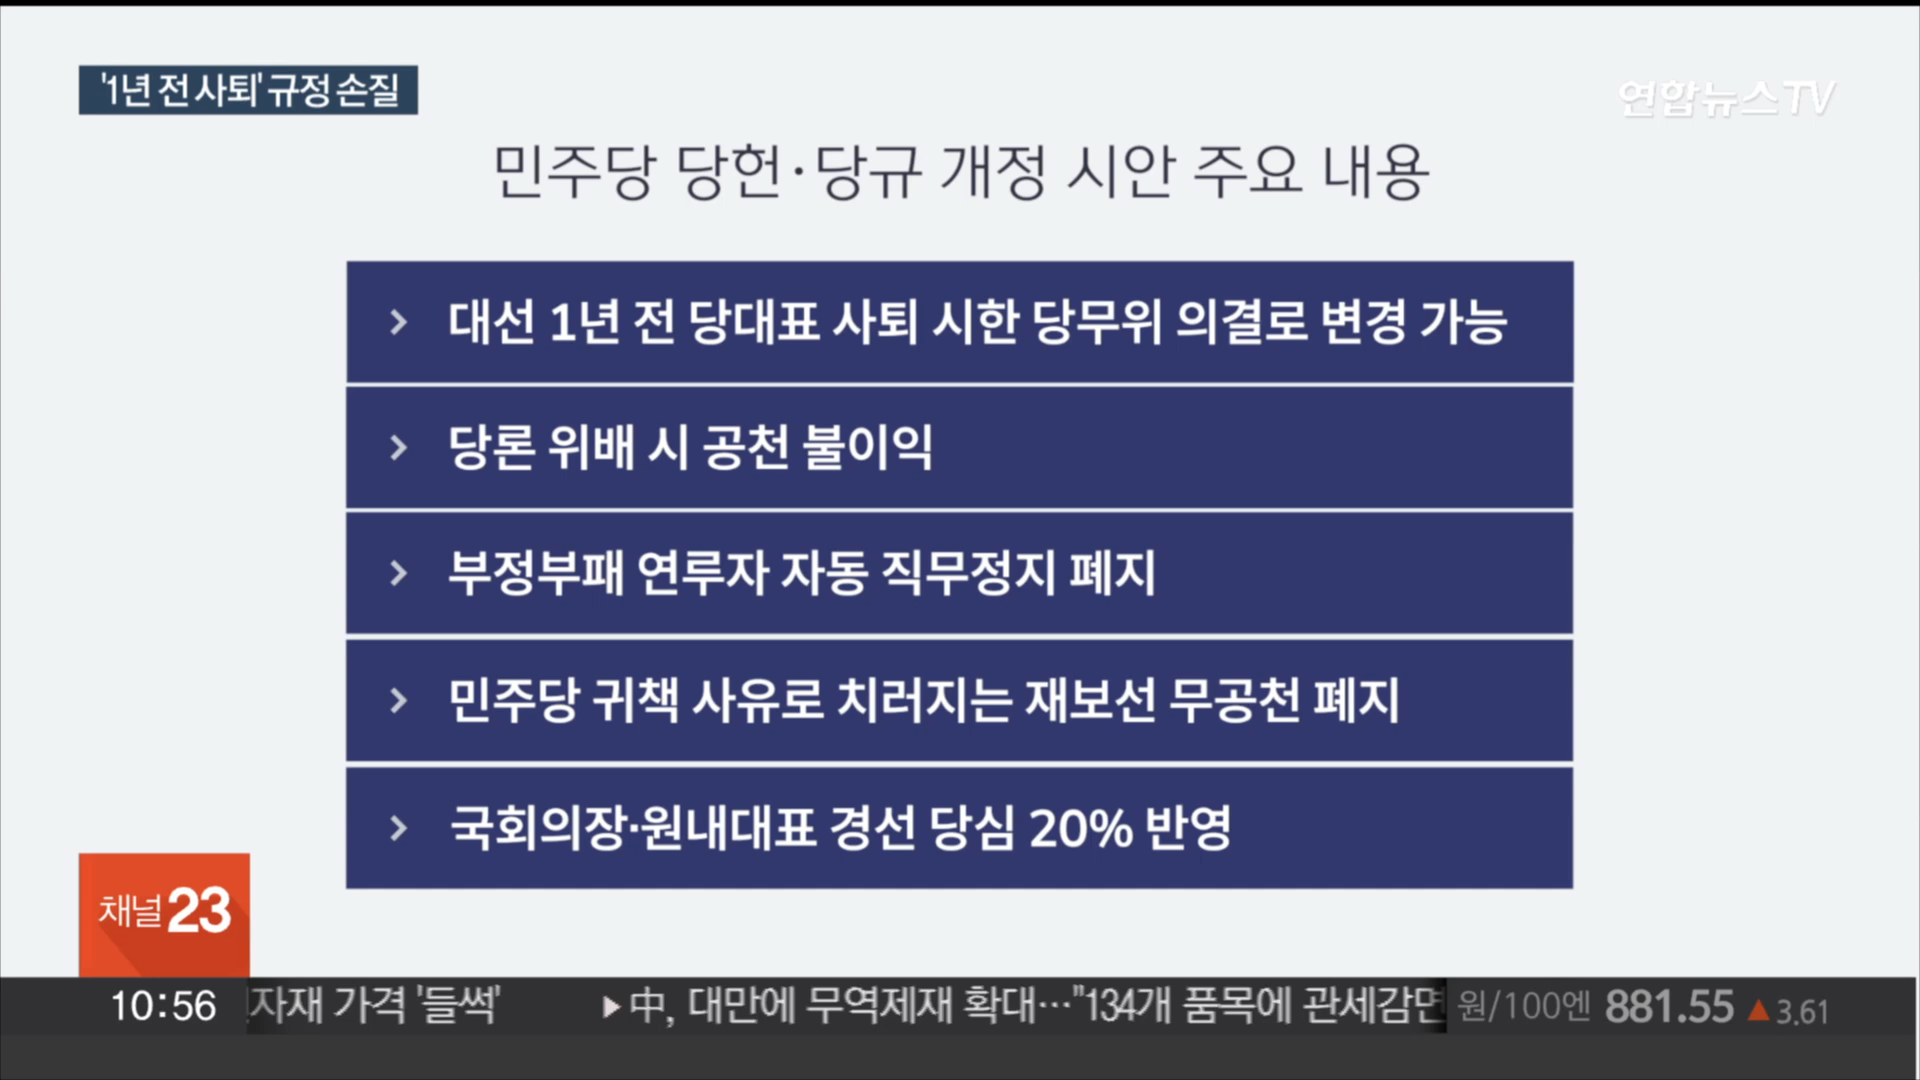 '1년 전 사퇴' 규정 손질
연합뉴스TV
민주당 당헌·당규 개정 시안 주요 내용
> 대선 1년 전 당대표 사퇴 시한 당무위 의결로 변경 가능
> 당론 위배 시 공천 불이익
> 부정부패 연루자 자동 직무정지 폐지
> 민주당 귀책 사유로 치러지는 재보선 무공천 폐지
> 국회의장·원내대표 경선 당심 20% 반영
채널 23
10:56 자재 가격 '들썩' ▶中, 대만에 무역제재 확대…"134개 품목에 관세감면 원/100엔 881.55 ▲3.61